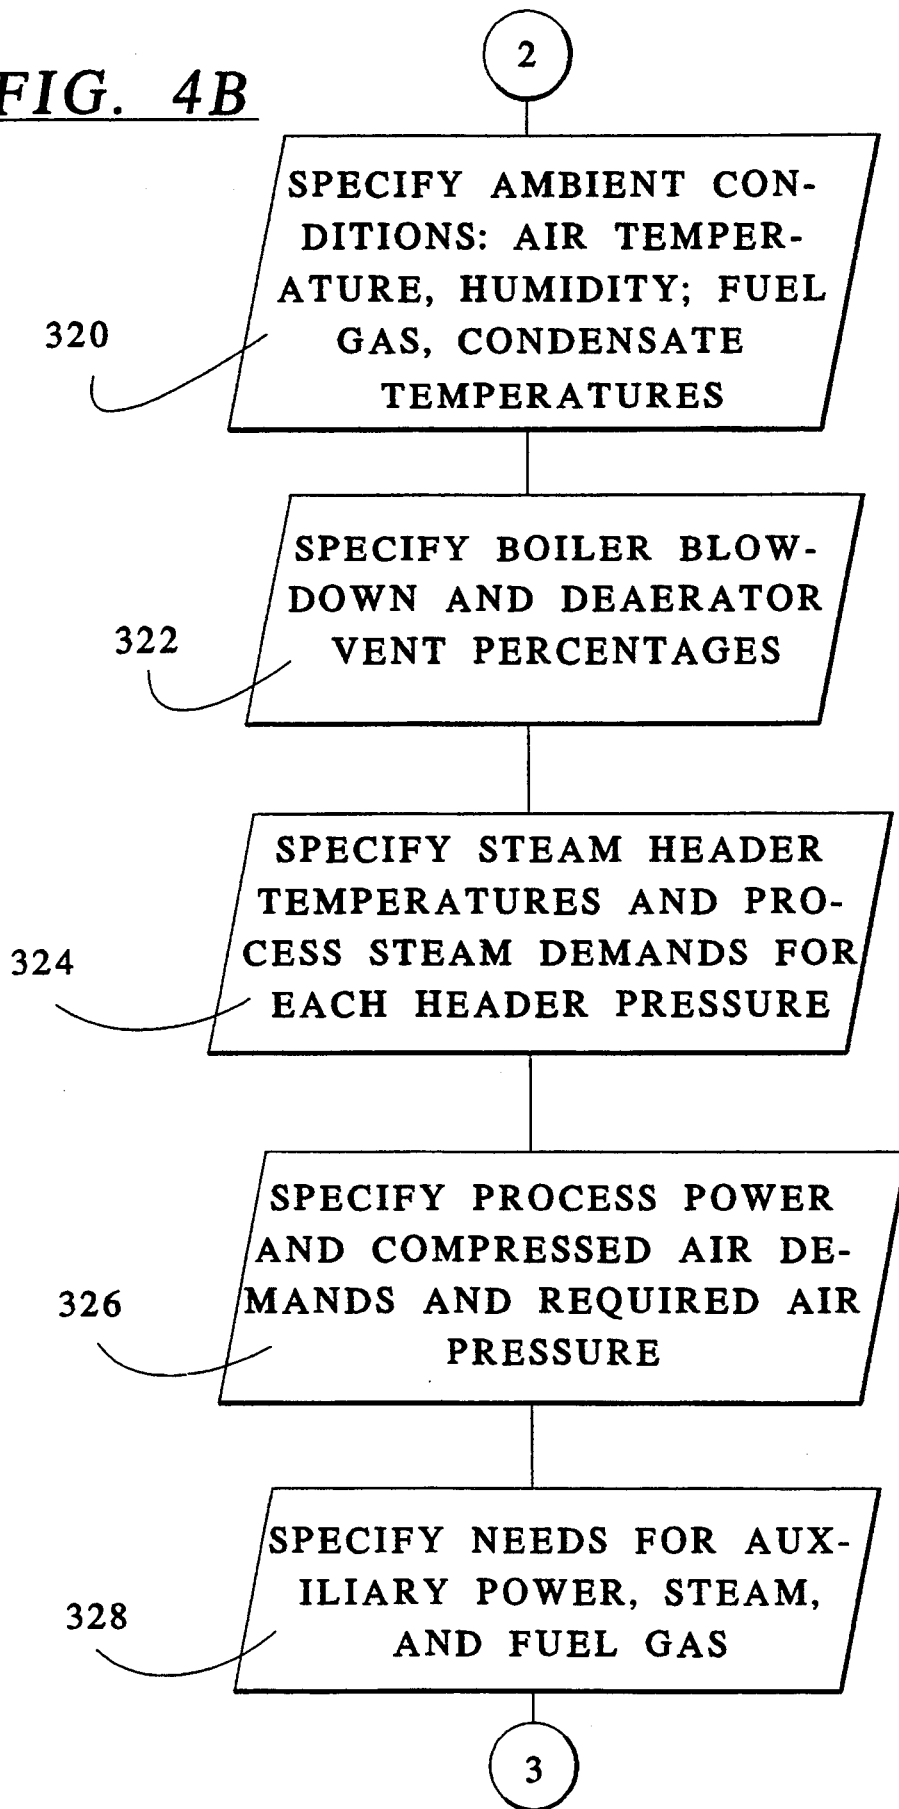 2
FIG. 4B
SPECIFY AMBIENT CON-
DITIONS: AIR TEMPER-
ATURE, HUMIDITY; FUEL
GAS, CONDENSATE
TEMPERATURES
320
SPECIFY BOILER BLOW-
DOWN AND DEAERATOR
VENT PERCENTAGES
322
SPECIFY STEAM HEADER
TEMPERATURES AND PRO-
CESS STEAM DEMANDS FOR
EACH HEADER PRESSURE
324
SPECIFY PROCESS POWER
AND COMPRESSED AIR DE-
MANDS AND REQUIRED AIR
PRESSURE
326
SPECIFY NEEDS FOR AUX-
ILIARY POWER, STEAM,
AND FUEL GAS
328
3